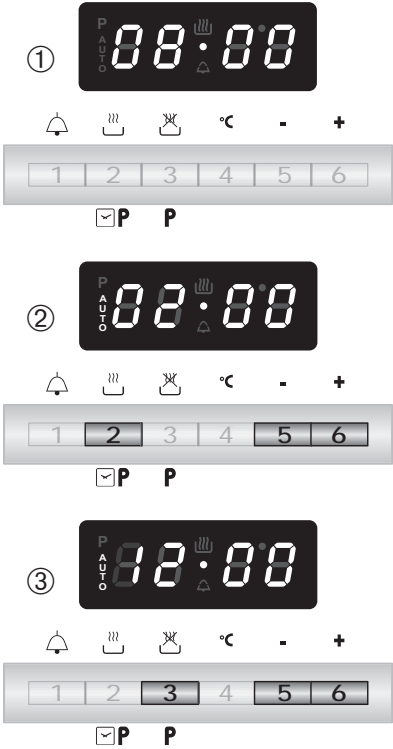 ①
P AUTO 08·00
°C - +
1 2 3 4 5 6
P P
②
P AUTO 02·00
°C - +
1 2 3 4 5 6
P P
③
P AUTO 12·00
°C - +
1 2 3 4 5 6
P P